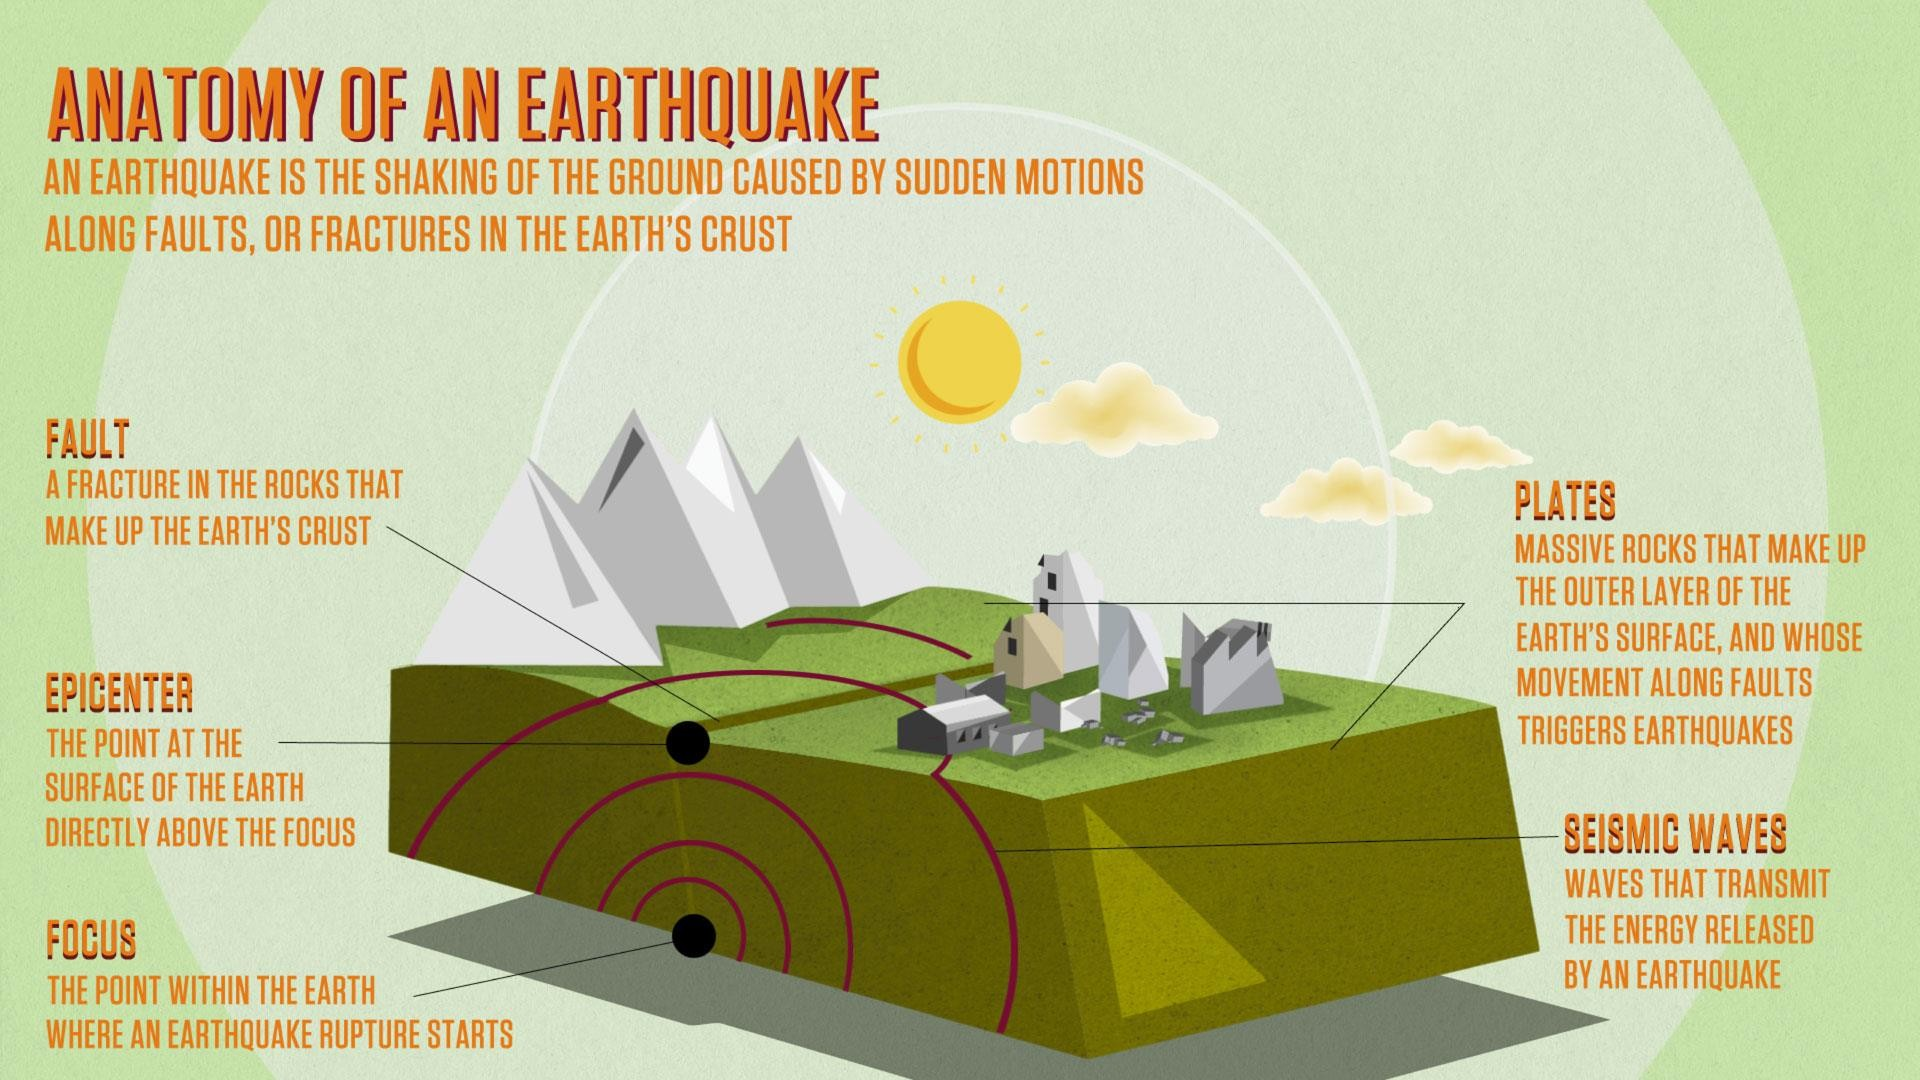 ANATOMY OF AN EARTHQUAKE
AN EARTHQUAKE IS THE SHAKING OF THE GROUND CAUSED BY SUDDEN MOTIONS
ALONG FAULTS, OR FRACTURES IN THE EARTH'S CRUST
FAULT
A FRACTURE IN THE ROCKS THAT
MAKE UP THE EARTH'S CRUST
EPICENTER
THE POINT AT THE
SURFACE OF THE EARTH
DIRECTLY ABOVE THE FOCUS
FOCUS
THE POINT WITHIN THE EARTH
WHERE AN EARTHQUAKE RUPTURE STARTS
PLATES
MASSIVE ROCKS THAT MAKE UP
THE OUTER LAYER OF THE
EARTH'S SURFACE, AND WHOSE
MOVEMENT ALONG FAULTS
TRIGGERS EARTHQUAKES
SEISMIC WAVES
WAVES THAT TRANSMIT
THE ENERGY RELEASED
BY AN EARTHQUAKE